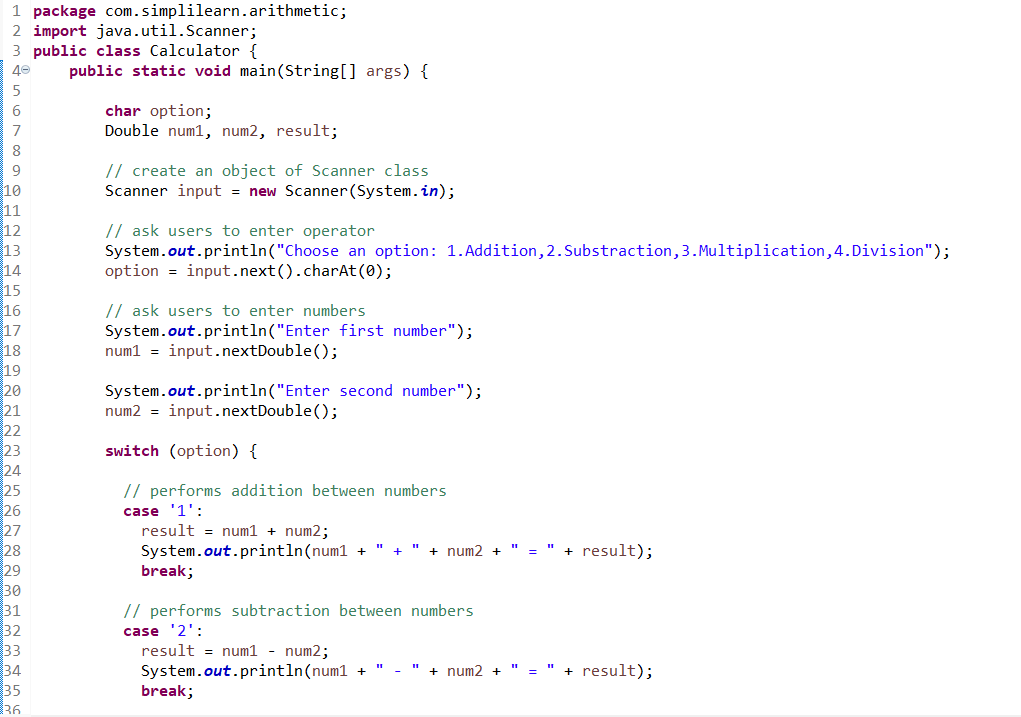 1 package com.simplilearn.arithmetic;
2 import java.util.Scanner;
3 public class Calculator {
4 public static void main(String[] args) {
5
6 char option;
7 Double num1, num2, result;
8
9 // create an object of Scanner class
10 Scanner input = new Scanner(System.in);
11
12 // ask users to enter operator
13 System.out.println("Choose an option: 1.Addition,2.Substraction,3.Multiplication,4.Division");
14 option = input.next().charAt(0);
15
16 // ask users to enter numbers
17 System.out.println("Enter first number");
18 num1 = input.nextDouble();
19
20 System.out.println("Enter second number");
21 num2 = input.nextDouble();
22
23 switch (option) {
24
25 // performs addition between numbers
26 case '1':
27 result = num1 + num2;
28 System.out.println(num1 + " + " + num2 + " = " + result);
29 break;
30
31 // performs subtraction between numbers
32 case '2':
33 result = num1 - num2;
34 System.out.println(num1 + " - " + num2 + " = " + result);
35 break;
36